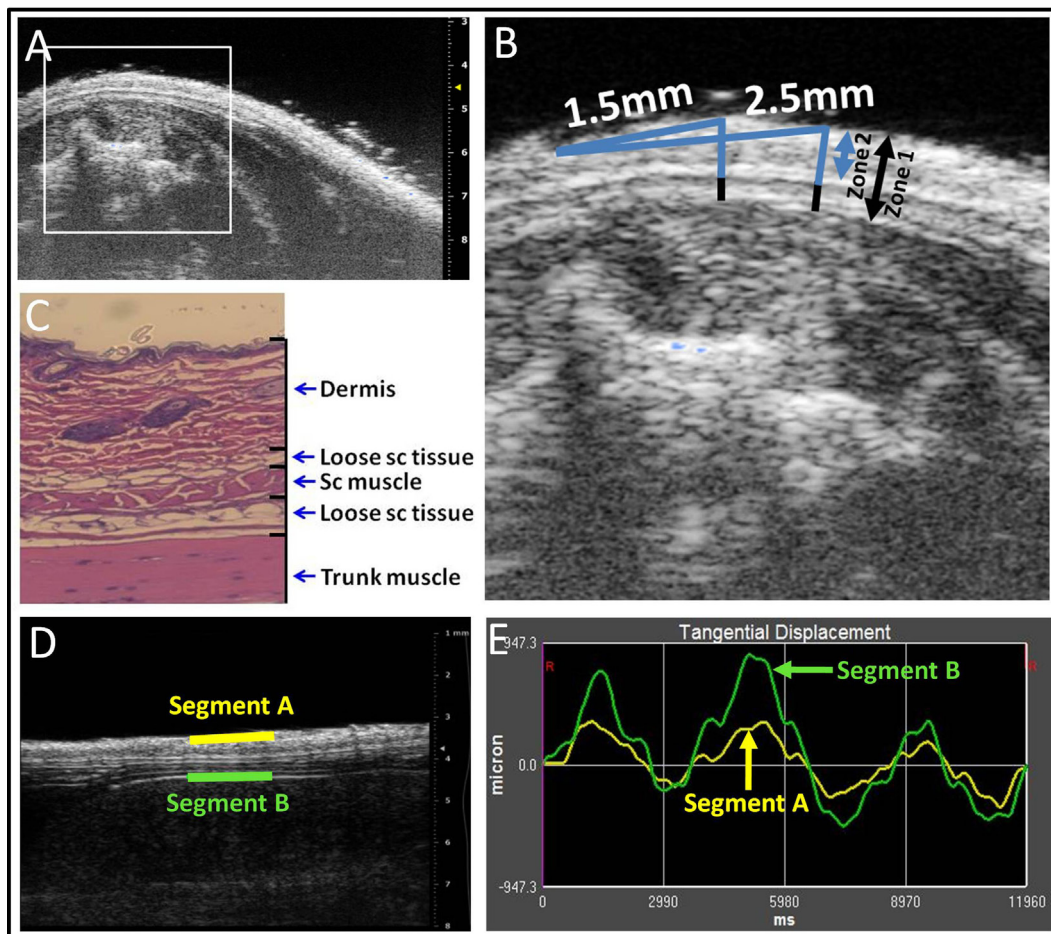 A
3
4
5
6
7
8
B
1.5mm
2.5mm
Zone 2
Zone 1
C
Dermis
Loose sc tissue
Sc muscle
Loose sc tissue
Trunk muscle
D
1 mm
2
3
4
5
6
7
8
Segment A
Segment B
E
Tangential Displacement
947.3
R
R
Segment B
micron
0.0
Segment A
-947.3
0
2990
5980
8970
11960
ms